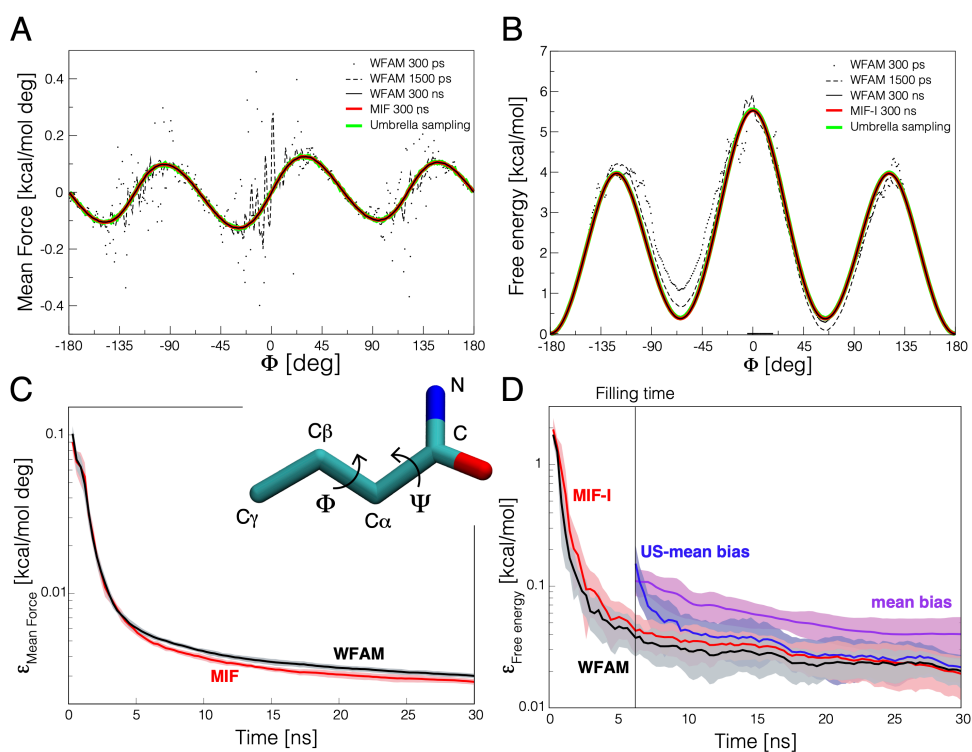 A
WFAM 300 ps
WFAM 1500 ps
WFAM 300 ns
MIF 300 ns
Umbrella sampling
Mean Force [kcal/mol deg]
0.4
0.2
0
-0.2
-0.4
-180 -135 -90 -45 0 45 90 135 180
Φ [deg]
B
WFAM 300 ps
WFAM 1500 ps
WFAM 300 ns
MIF-I 300 ns
Umbrella sampling
Free energy [kcal/mol]
7
6
5
4
3
2
1
0
-180 -135 -90 -45 0 45 90 135 180
Φ [deg]
C
N
Cβ
C
Φ
Ψ
Cγ
Cα
εMean Force [kcal/mol deg]
0.1
0.01
WFAM
MIF
0 5 10 15 20 25 30
Time [ns]
D
Filling time
εFree energy [kcal/mol]
1
0.1
0.01
MIF-I
US-mean bias
mean bias
WFAM
0 5 10 15 20 25 30
Time [ns]